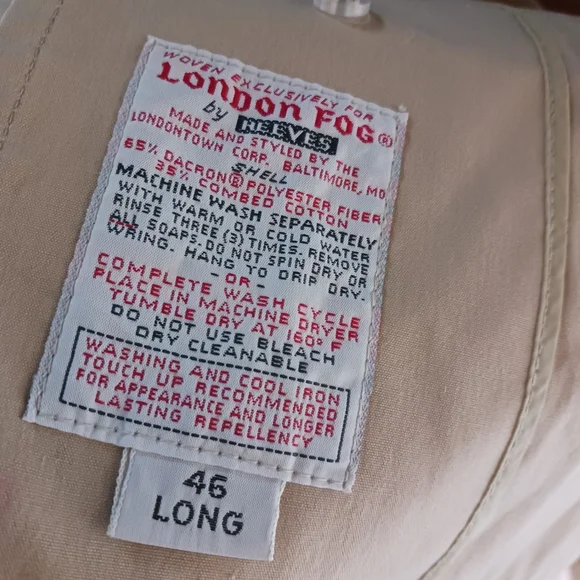 WOVEN EXCLUSIVELY FOR
LONDON FOG®
by REEVES
MADE AND STYLED BY THE
LONDONTOWN CORP. BALTIMORE, MD
SHELL
65% DACRON® POLYESTER FIBER
35% COMBED COTTON
MACHINE WASH SEPARATELY
WITH WARM OR COLD WATER
RINSE THREE (3) TIMES. REMOVE
ALL SOAPS. DO NOT SPIN DRY OR
WRING. HANG TO DRIP DRY.
- OR -
COMPLETE WASH CYCLE
PLACE IN MACHINE DRYER
TUMBLE DRY AT 160° F
DO NOT USE BLEACH
DRY CLEANABLE
WASHING AND COOL IRON
TOUCH UP RECOMMENDED
FOR APPEARANCE AND LONGER
LASTING REPELLENCY
46
LONG